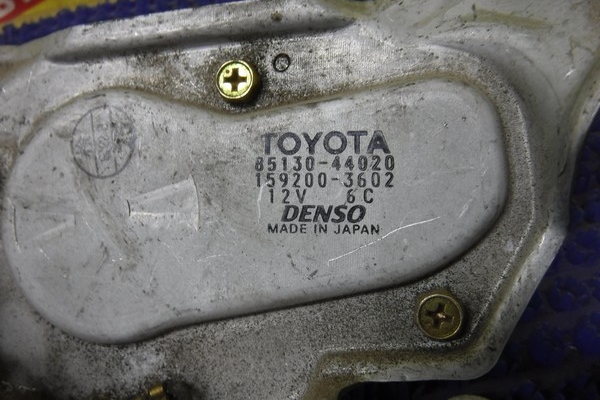 TOYOTA
85130-44020
159200-3602
12V 6C
DENSO
MADE IN JAPAN